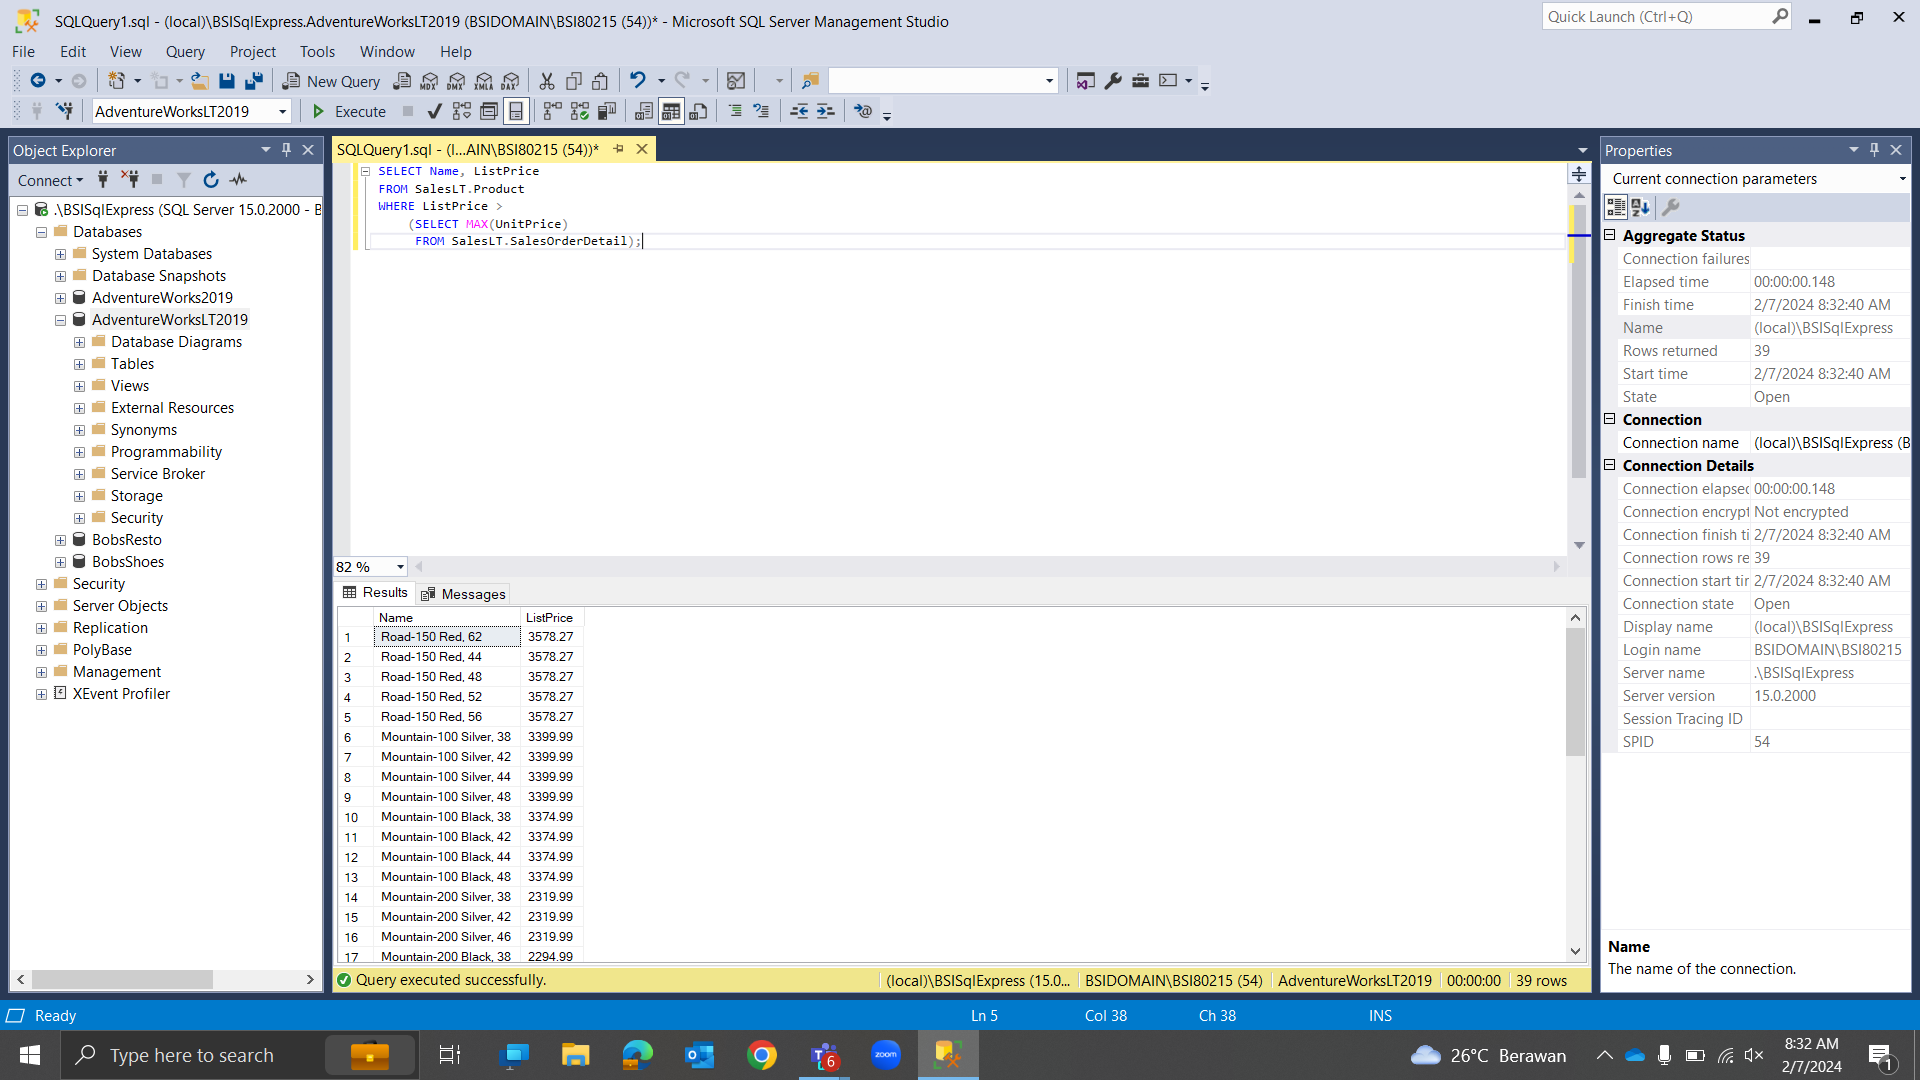 SQLQuery1.sql - (local)\BSISqlExpress.AdventureWorksLT2019 (BSIDOMAIN\BSI80215 (54))* - Microsoft SQL Server Management Studio
Quick Launch (Ctrl+Q)
File Edit View Query Project Tools Window Help
New Query MDX DMX XMLA DAX
AdventureWorksLT2019 Execute
Object Explorer
Connect
.\BSISqlExpress (SQL Server 15.0.2000 - B
Databases
System Databases
Database Snapshots
AdventureWorks2019
AdventureWorksLT2019
Database Diagrams
Tables
Views
External Resources
Synonyms
Programmability
Service Broker
Storage
Security
BobsResto
BobsShoes
Security
Server Objects
Replication
PolyBase
Management
XEvent Profiler
SQLQuery1.sql - (l...AIN\BSI80215 (54))*
SELECT Name, ListPrice
FROM SalesLT.Product
WHERE ListPrice >
(SELECT MAX(UnitPrice)
FROM SalesLT.SalesOrderDetail);
82 %
Results Messages
Name ListPrice
1 Road-150 Red, 62 3578.27
2 Road-150 Red, 44 3578.27
3 Road-150 Red, 48 3578.27
4 Road-150 Red, 52 3578.27
5 Road-150 Red, 56 3578.27
6 Mountain-100 Silver, 38 3399.99
7 Mountain-100 Silver, 42 3399.99
8 Mountain-100 Silver, 44 3399.99
9 Mountain-100 Silver, 48 3399.99
10 Mountain-100 Black, 38 3374.99
11 Mountain-100 Black, 42 3374.99
12 Mountain-100 Black, 44 3374.99
13 Mountain-100 Black, 48 3374.99
14 Mountain-200 Silver, 38 2319.99
15 Mountain-200 Silver, 42 2319.99
16 Mountain-200 Silver, 46 2319.99
17 Mountain-200 Black, 38 2294.99
Query executed successfully. (local)\BSISqlExpress (15.0... BSIDOMAIN\BSI80215 (54) AdventureWorksLT2019 00:00:00 39 rows
Properties
Current connection parameters
Aggregate Status
Connection failures
Elapsed time 00:00:00.148
Finish time 2/7/2024 8:32:40 AM
Name (local)\BSISqlExpress
Rows returned 39
Start time 2/7/2024 8:32:40 AM
State Open
Connection
Connection name (local)\BSISqlExpress (B
Connection Details
Connection elapsec 00:00:00.148
Connection encrypt Not encrypted
Connection finish ti 2/7/2024 8:32:40 AM
Connection rows re 39
Connection start tir 2/7/2024 8:32:40 AM
Connection state Open
Display name (local)\BSISqlExpress
Login name BSIDOMAIN\BSI80215
Server name .\BSISqlExpress
Server version 15.0.2000
Session Tracing ID
SPID 54
Name
The name of the connection.
Ready Ln 5 Col 38 Ch 38 INS
Type here to search
6
zoom
26°C Berawan
8:32 AM
2/7/2024
1